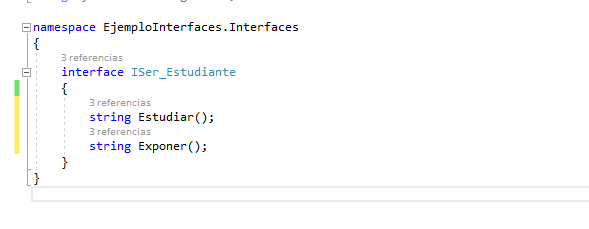 namespace EjemploInterfaces.Interfaces
{
3 referencias
interface ISer_Estudiante
{
3 referencias
string Estudiar();
3 referencias
string Exponer();
}
}